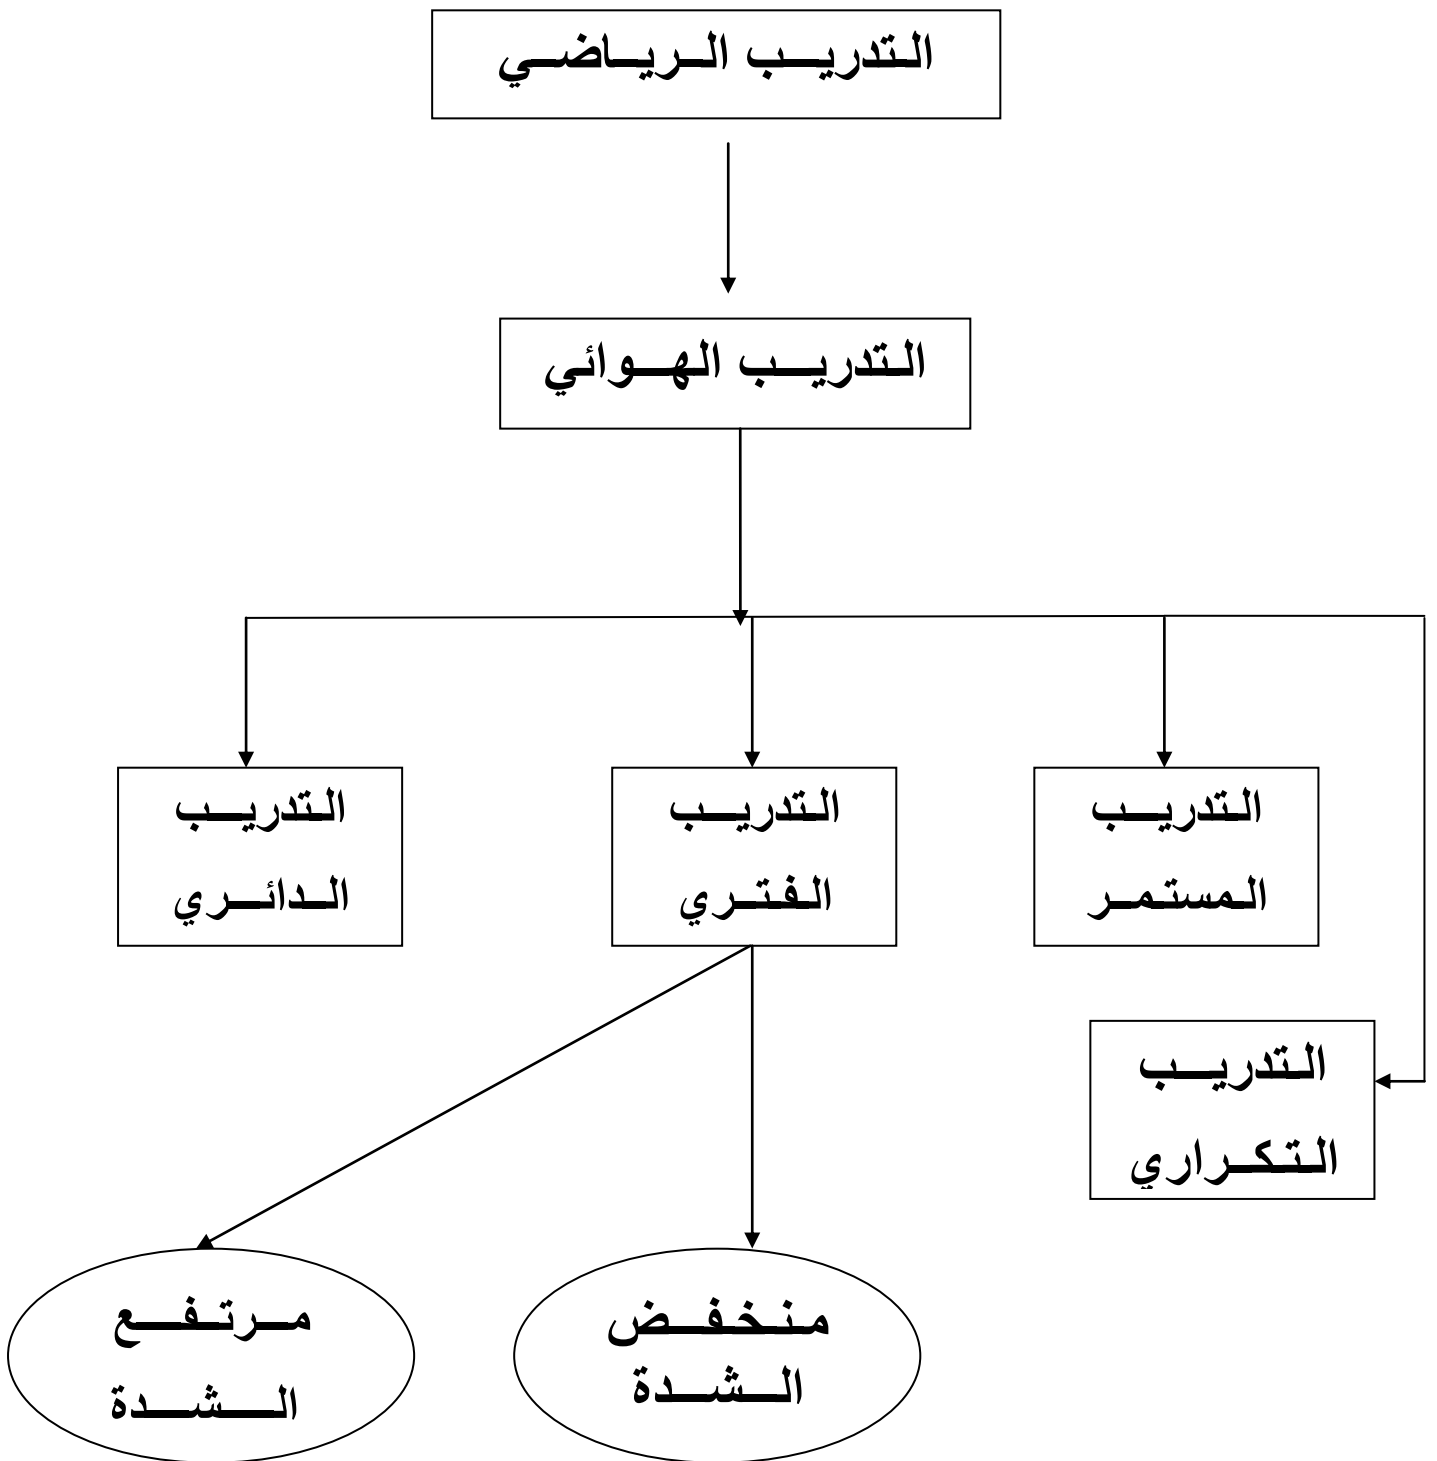 التدريب الرياضي
التدريب الهوائي
التدريب
المستمر
التدريب
الفتري
التدريب
الدائري
التدريب
التكراري
منخفض
الشدة
مرتفع
الشدة